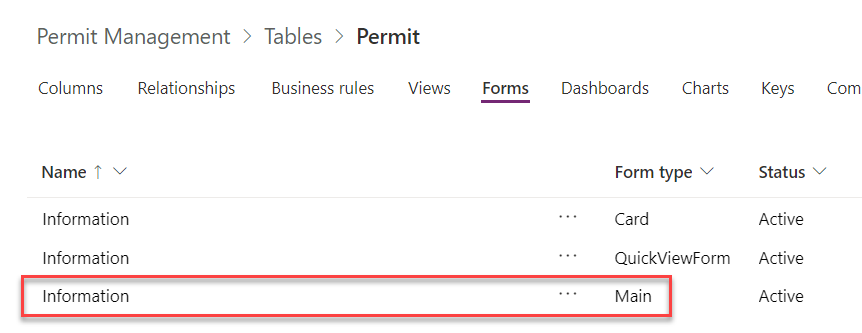 Permit Management > Tables > Permit
Columns Relationships Business rules Views Forms Dashboards Charts Keys Com
Name ↑ Form type Status
Information ... Card Active
Information ... QuickViewForm Active
Information ... Main Active